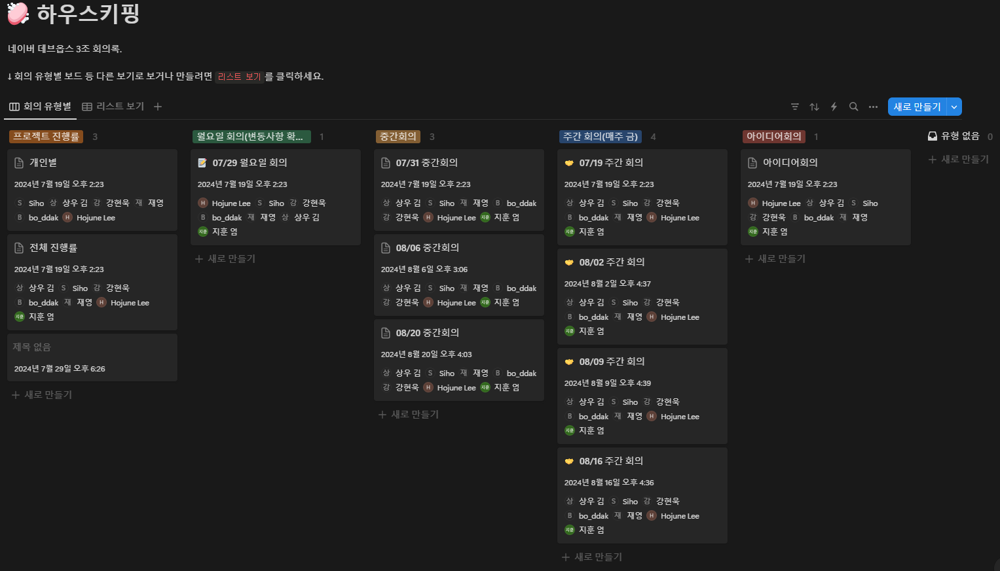 하우스키핑
네이버 데브옵스 3조 회의록.
↓ 회의 유형별 보드 등 다른 보기로 보거나 만들려면 리스트 보기를 클릭하세요.
회의 유형별 리스트 보기
새로 만들기
프로젝트 진행률 3
개인별
2024년 7월 19일 오후 2:23
S Siho 상 상우 김 강 강현욱 재 재영
B bo_ddak H Hojune Lee
전체 진행률
2024년 7월 19일 오후 2:23
상 상우 김 S Siho 강 강현욱
B bo_ddak 재 재영 H Hojune Lee
지훈 지훈 엄
제목 없음
2024년 7월 29일 오후 6:26
+ 새로 만들기
월요일 회의(변동사항 확... 1
07/29 월요일 회의
2024년 7월 19일 오후 2:23
H Hojune Lee S Siho 강 강현욱
B bo_ddak 재 재영 상 상우 김
지훈 지훈 엄
+ 새로 만들기
중간회의 3
07/31 중간회의
2024년 7월 19일 오후 2:23
상 상우 김 S Siho 재 재영 B bo_ddak
강 강현욱 H Hojune Lee 지훈 지훈 엄
08/06 중간회의
2024년 8월 6일 오후 3:06
상 상우 김 S Siho 재 재영 B bo_ddak
강 강현욱 H Hojune Lee 지훈 지훈 엄
08/20 중간회의
2024년 8월 20일 오후 4:03
상 상우 김 S Siho 재 재영 B bo_ddak
강 강현욱 H Hojune Lee 지훈 지훈 엄
+ 새로 만들기
주간 회의(매주 금) 4
07/19 주간 회의
2024년 7월 19일 오후 2:23
상 상우 김 S Siho 강 강현욱
B bo_ddak 재 재영 H Hojune Lee
지훈 지훈 엄
08/02 주간 회의
2024년 8월 2일 오후 4:37
상 상우 김 S Siho 강 강현욱
B bo_ddak 재 재영 H Hojune Lee
지훈 지훈 엄
08/09 주간 회의
2024년 8월 9일 오후 4:39
상 상우 김 S Siho 강 강현욱
B bo_ddak 재 재영 H Hojune Lee
지훈 지훈 엄
08/16 주간 회의
2024년 8월 16일 오후 4:36
상 상우 김 S Siho 강 강현욱
B bo_ddak 재 재영 H Hojune Lee
지훈 지훈 엄
+ 새로 만들기
아이디어회의 1
아이디어회의
2024년 7월 19일 오후 2:23
H Hojune Lee 상 상우 김 S Siho
강 강현욱 B bo_ddak 재 재영
지훈 지훈 엄
+ 새로 만들기
유형 없음 0
+ 새로 만들기